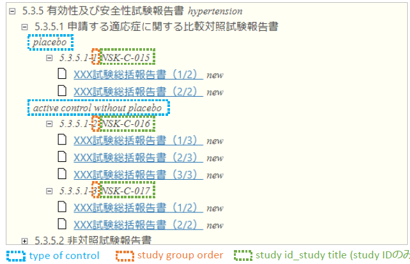 5.3.5 有効性及び安全性試験報告書 hypertension
5.3.5.1 申請する適応症に関する比較対照試験報告書
placebo
5.3.5.1-1 NSK-C-015
XXX試験総括報告書（1/2） new
XXX試験総括報告書（2/2） new
active control without placebo
5.3.5.1-2 NSK-C-016
XXX試験総括報告書（1/3） new
XXX試験総括報告書（2/3） new
XXX試験総括報告書（3/3） new
5.3.5.1-3 NSK-C-017
XXX試験総括報告書（1/2） new
XXX試験総括報告書（2/2） new
5.3.5.2 非対照試験報告書
type of control study group order study id_study title (study IDのみ